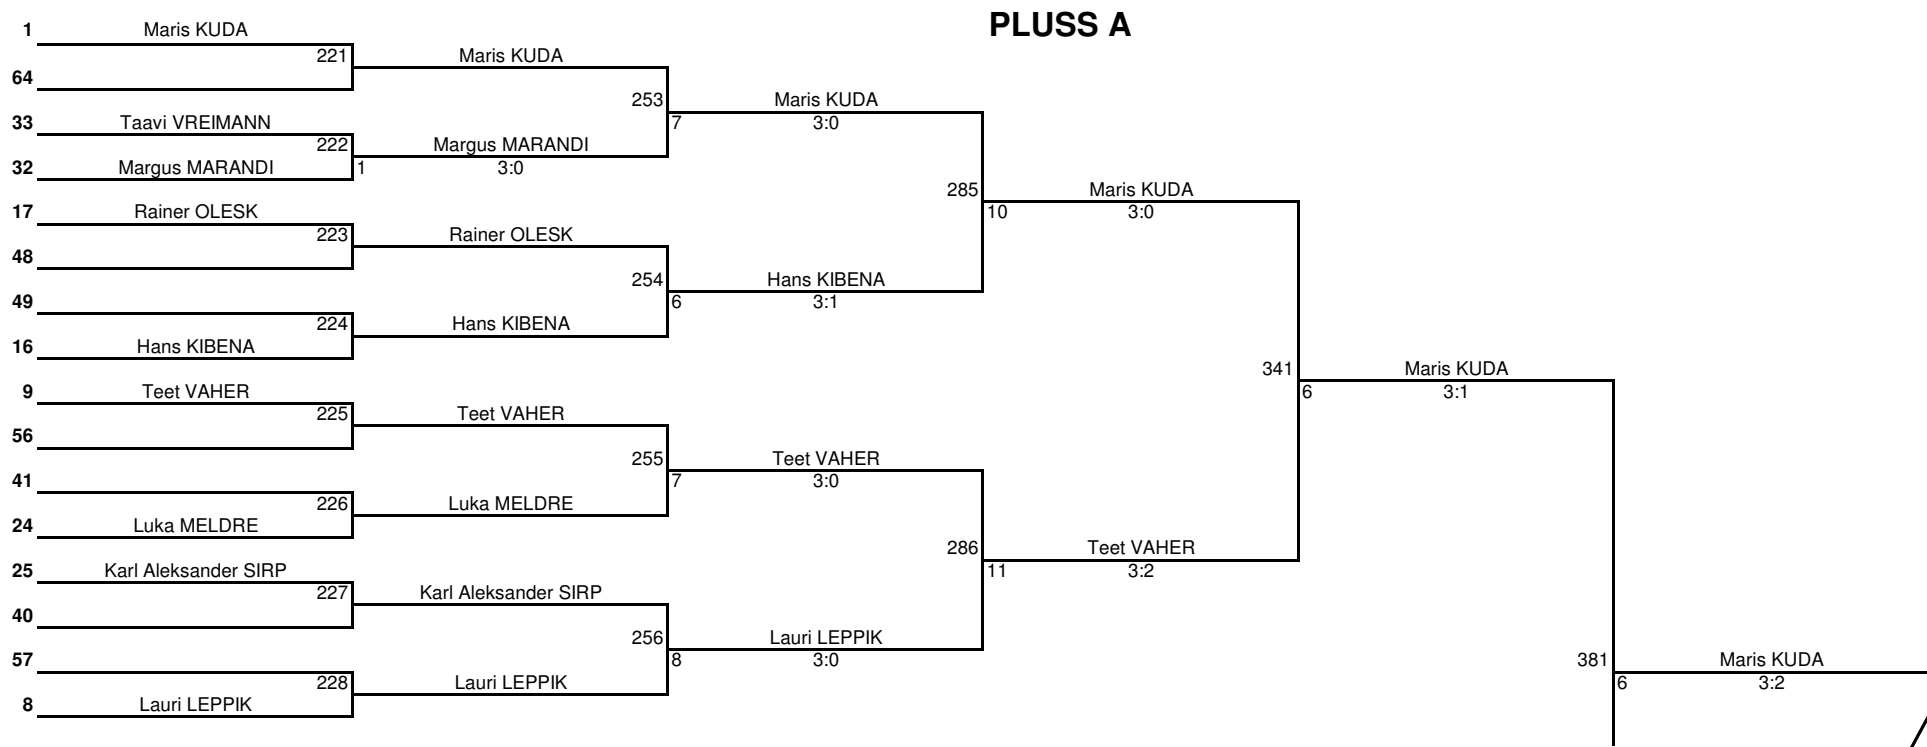 PLUSS A
1 Maris KUDA
221 Maris KUDA
64
253 Maris KUDA
7 3:0
33 Taavi VREIMANN
222 Margus MARANDI
32 Margus MARANDI 1 3:0
285 Maris KUDA
10 3:0
17 Rainer OLESK
223 Rainer OLESK
48
254 Hans KIBENA
6 3:1
49
224 Hans KIBENA
16 Hans KIBENA
341 Maris KUDA
6 3:1
9 Teet VAHER
225 Teet VAHER
56
255 Teet VAHER
7 3:0
41
226 Luka MELDRE
24 Luka MELDRE
286 Teet VAHER
11 3:2
25 Karl Aleksander SIRP
227 Karl Aleksander SIRP
40
256 Lauri LEPPIK
8 3:0
57
228 Lauri LEPPIK
8 Lauri LEPPIK
381 Maris KUDA
6 3:2